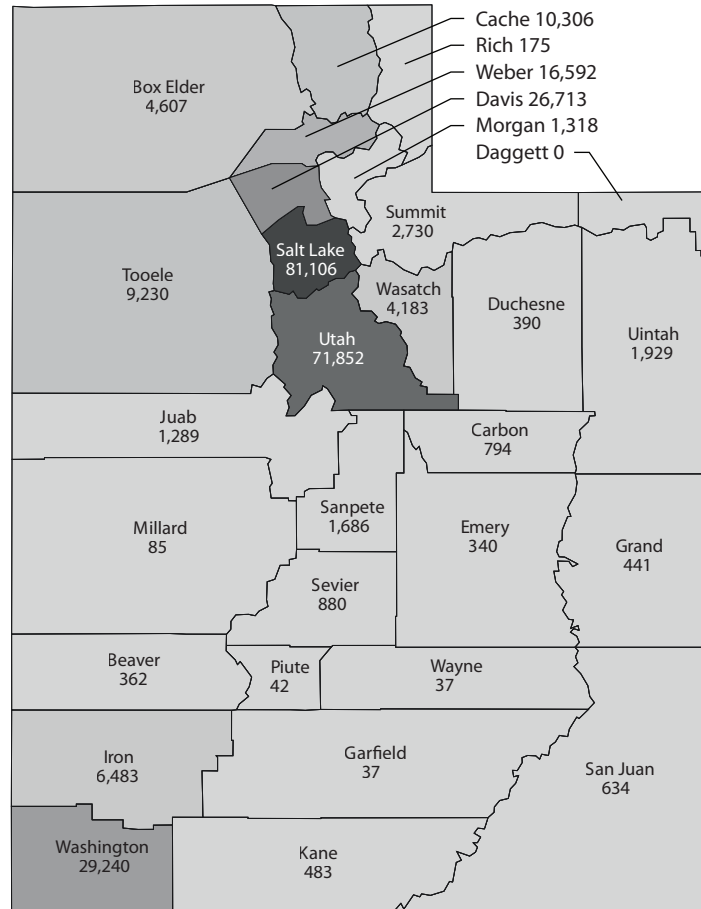 Cache 10,306
Rich 175
Weber 16,592
Davis 26,713
Morgan 1,318
Daggett 0
Box Elder
4,607
Summit
2,730
Salt Lake
81,106
Tooele
9,230
Wasatch
4,183
Duchesne
390
Uintah
1,929
Utah
71,852
Juab
1,289
Carbon
794
Sanpete
1,686
Millard
85
Emery
340
Grand
441
Sevier
880
Beaver
362
Piute
42
Wayne
37
Iron
6,483
Garfield
37
San Juan
634
Washington
29,240
Kane
483